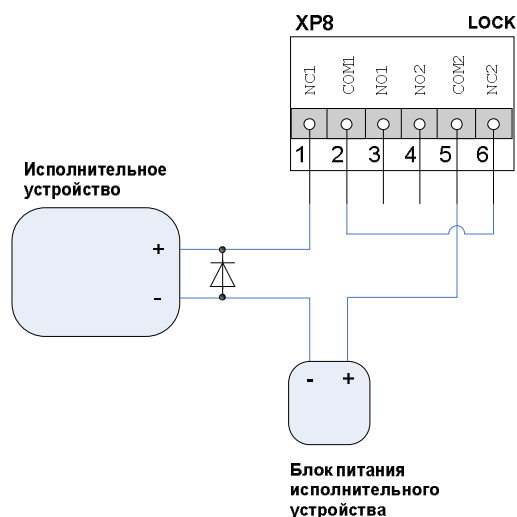 XP8 LOCK
NC1 COM1 NO1 NO2 COM2 NC2
1 2 3 4 5 6
Исполнительное
устройство
+
-
- +
Блок питания
исполнительного
устройства